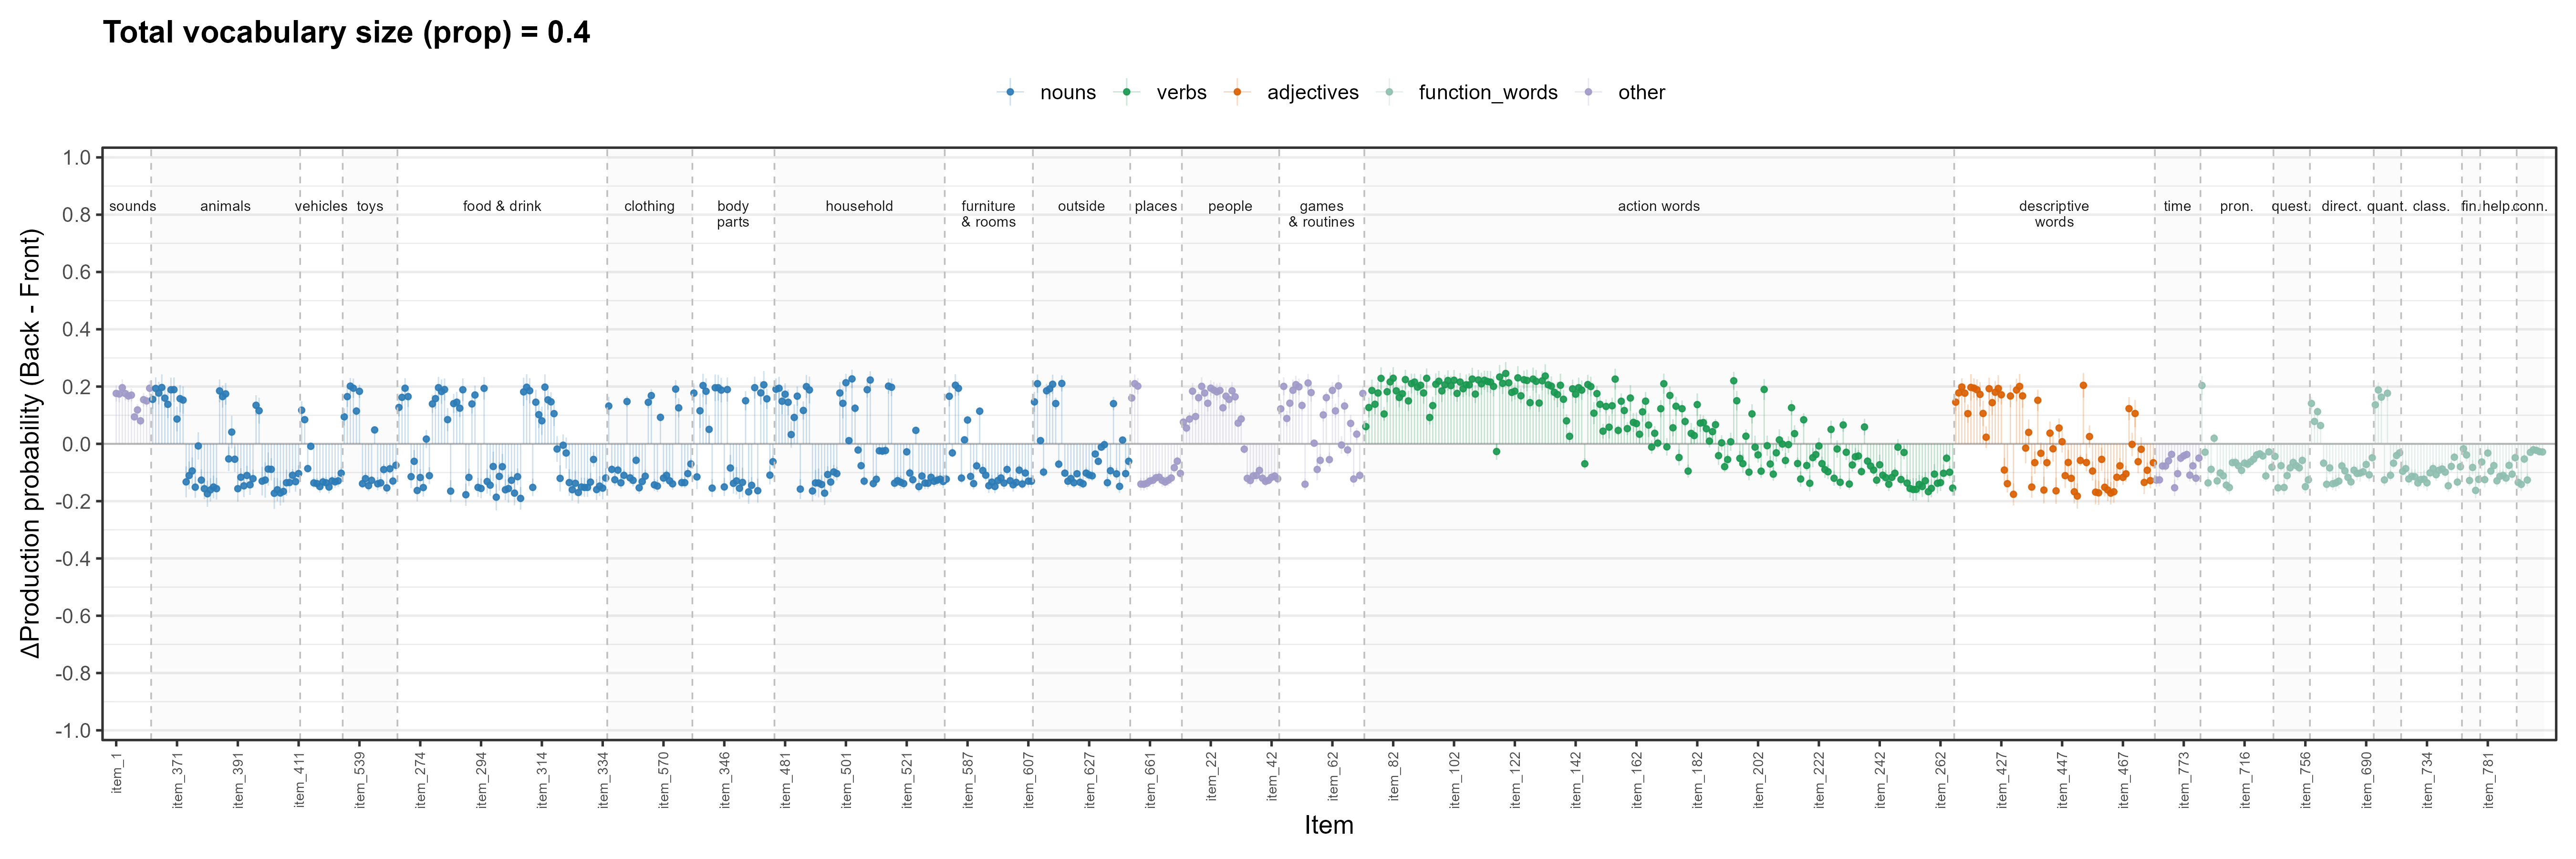 Total vocabulary size (prop) = 0.4
nouns verbs adjectives function_words other
ΔProduction probability (Back - Front)
1.0
0.8
0.6
0.4
0.2
0.0
-0.2
-0.4
-0.6
-0.8
-1.0
sounds animals vehicles toys food & drink clothing body parts household furniture & rooms outside places people games & routines action words descriptive words time pron. quest. direct. quant. class. fin. help. conn.
item_1 item_371 item_391 item_411 item_539 item_274 item_294 item_314 item_334 item_570 item_346 item_481 item_501 item_521 item_587 item_607 item_627 item_661 item_22 item_42 item_62 item_82 item_102 item_122 item_142 item_162 item_182 item_202 item_222 item_242 item_262 item_427 item_447 item_467 item_773 item_716 item_756 item_690 item_734 item_781
Item